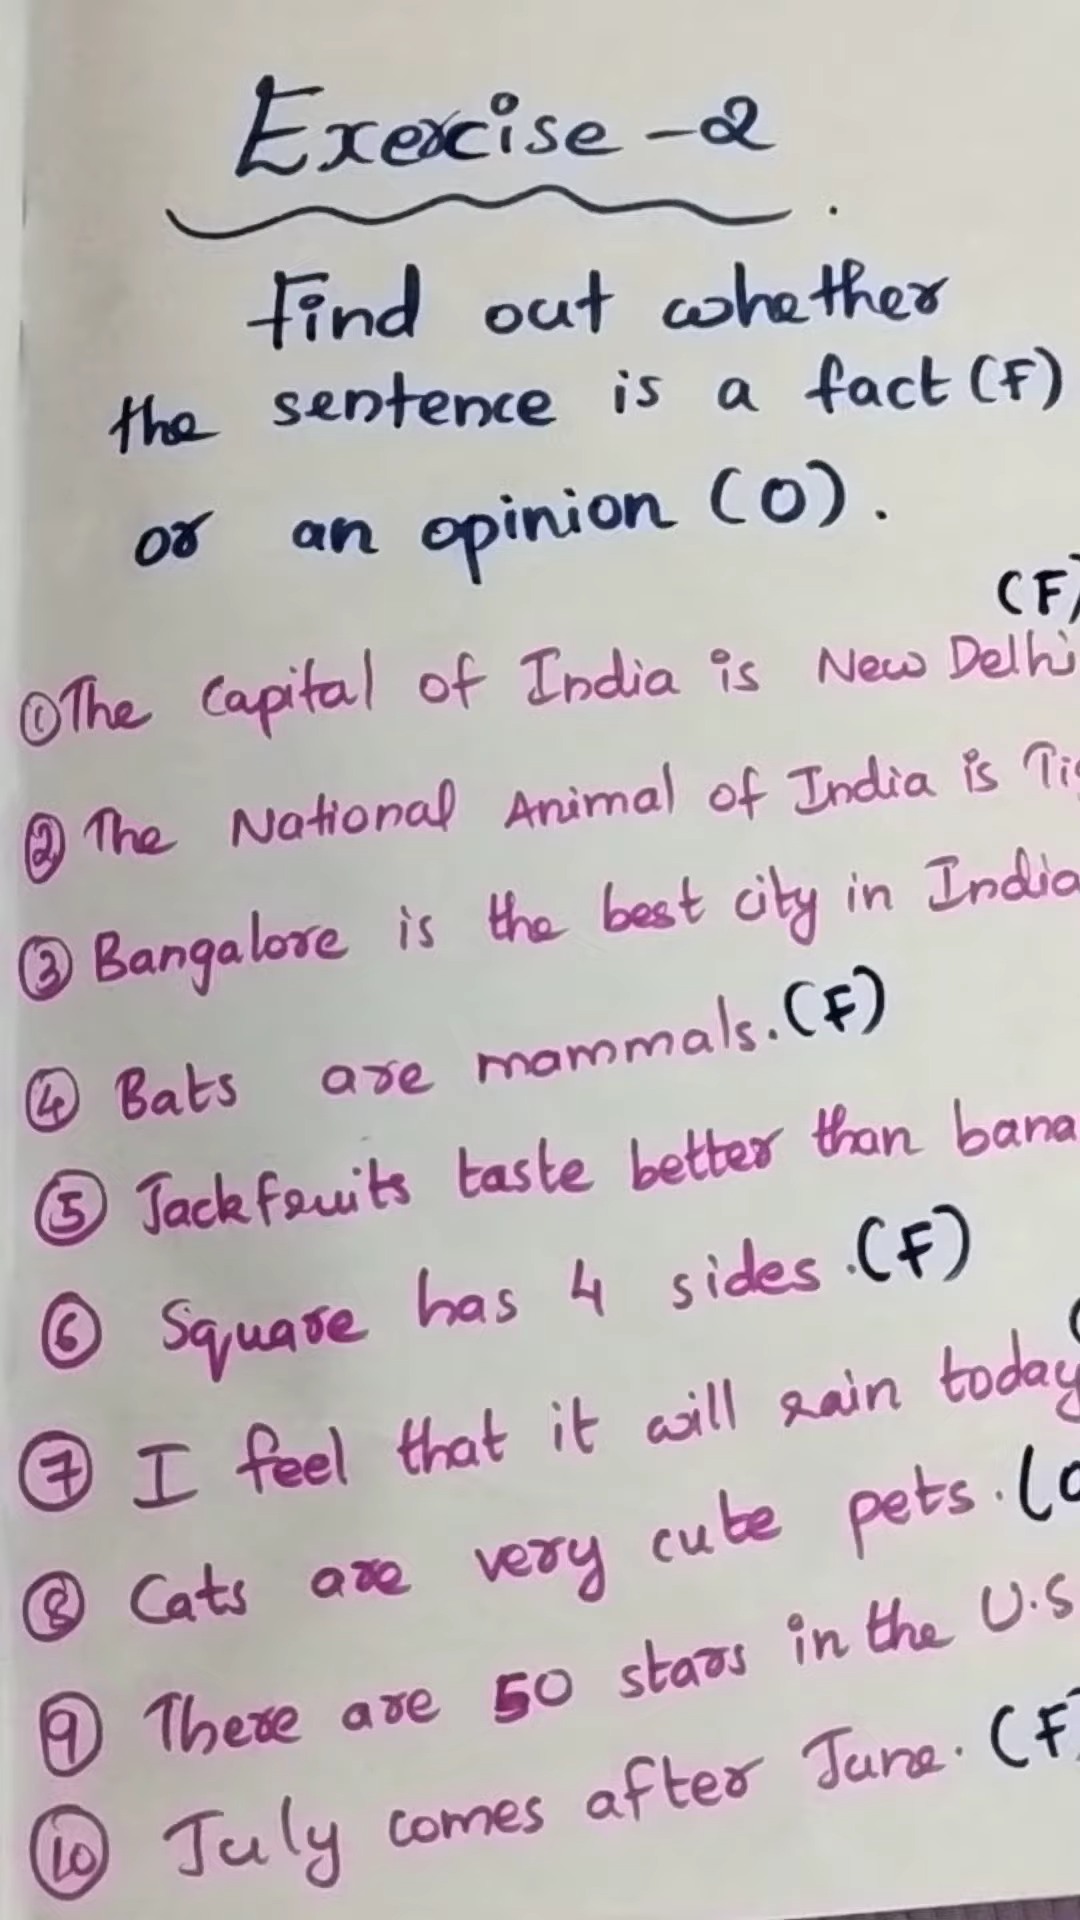 Exercise-2
Find out whether
the sentence is a fact (F)
or an opinion (O).
(F)
① The Capital of India is New Delhi
② The National Animal of India is
③ Bangalore is the best city in India
④ Bats are mammals. (F)
⑤ Jackfruits taste better than bana
⑥ Square has 4 sides. (F)
⑦ I feel that it will rain today
⑧ Cats are very cute pets. (O
⑨ There are 50 stars in the U.S
⑩ July comes after June. (F)